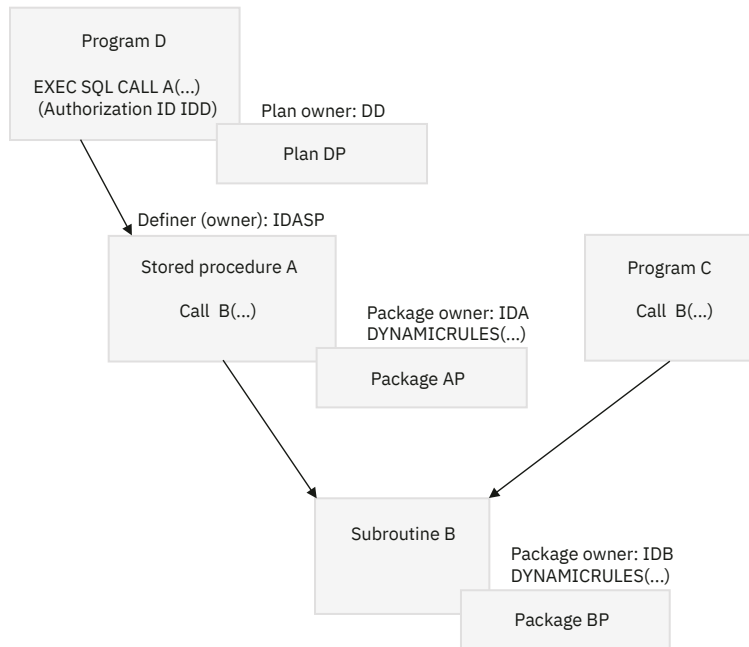 Program D
EXEC SQL CALL A(...)
(Authorization ID IDD)
Plan owner: DD
Plan DP
Definer (owner): IDASP
Stored procedure A
Call B(...)
Program C
Call B(...)
Package owner: IDA
DYNAMICRULES(...)
Package AP
Subroutine B
Package owner: IDB
DYNAMICRULES(...)
Package BP